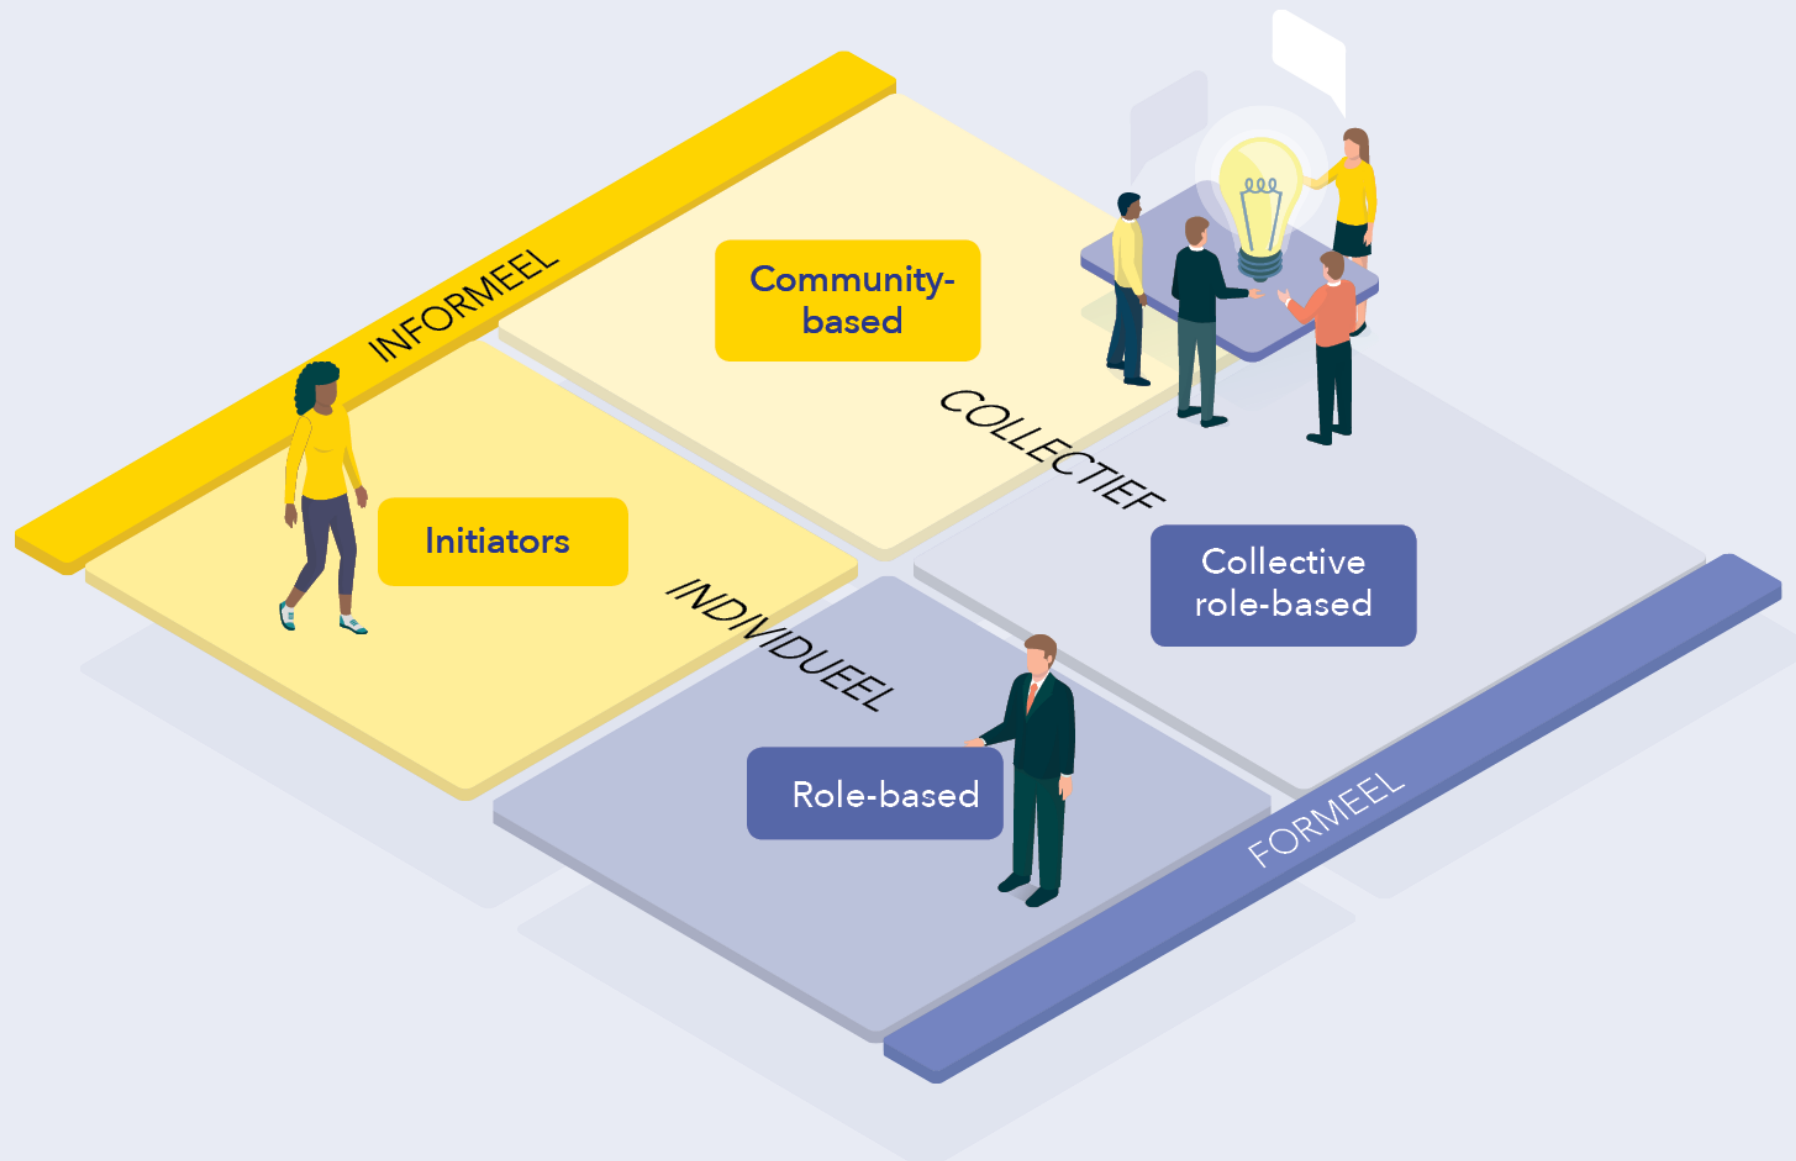 INFORMEEL
Community-
based
COLLECTIEF
Initiators
INDIVIDUEEL
Collective
role-based
Role-based
FORMEEL